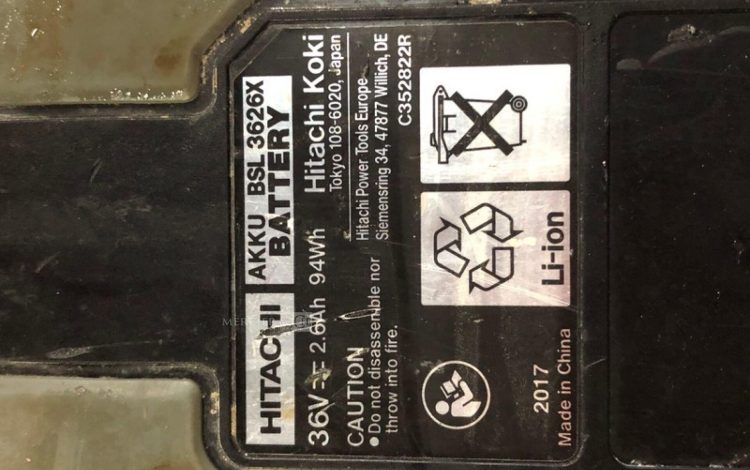 HITACHI AKKU BSL 3626X
BATTERY
36V 2.6Ah 94Wh Hitachi Koki
Tokyo 108-6020, Japan
CAUTION
● Do not disassemble nor
throw into fire.
Hitachi Power Tools Europe
Siemensring 34, 47877 Willich, DE
C352822R
Li-ion
2017
Made in China